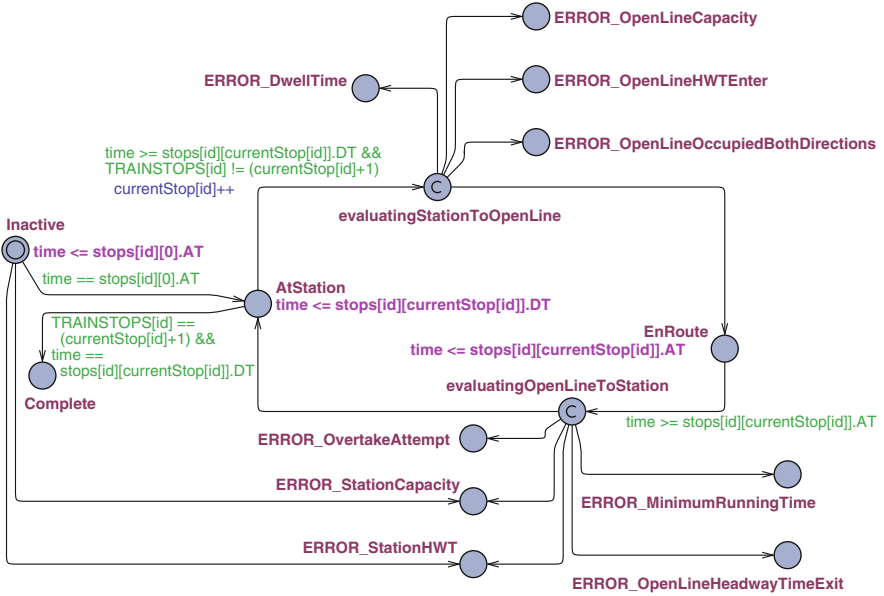 ERROR_OpenLineCapacity
ERROR_DwellTime
ERROR_OpenLineHWTEnter
ERROR_OpenLineOccupiedBothDirections
time >= stops[id][currentStop[id]].DT &&
TRAINSTOPS[id] != (currentStop[id]+1)
currentStop[id]++
C
evaluatingStationToOpenLine
Inactive
time <= stops[id][0].AT
time == stops[id][0].AT
AtStation
time <= stops[id][currentStop[id]].DT
TRAINSTOPS[id] ==
(currentStop[id]+1) &&
time ==
stops[id][currentStop[id]].DT
Complete
EnRoute
time <= stops[id][currentStop[id]].AT
evaluatingOpenLineToStation
C
time >= stops[id][currentStop[id]].AT
ERROR_OvertakeAttempt
ERROR_StationCapacity
ERROR_MinimumRunningTime
ERROR_StationHWT
ERROR_OpenLineHeadwayTimeExit